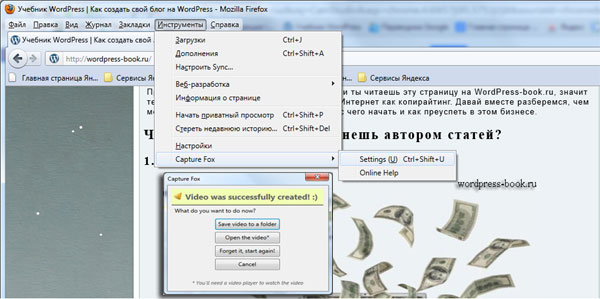 Учебник WordPress | Как создать свой блог на WordPress - Mozilla Firefox
Файл Правка Вид Журнал Закладки Инструменты Справка
Учебник WordPress | Как создать свой
http://wordpress-book.ru/
Главная страница Ян... Сервисы
Сервисы Яндекса
Загрузки Ctrl+J
Дополнения Ctrl+Shift+A
Настроить Sync...
Веб-разработка
Информация о странице
Начать приватный просмотр Ctrl+Shift+P
Стереть недавнюю историю... Ctrl+Shift+Del
Настройки
Capture Fox
Settings (U) Ctrl+Shift+U
Online Help
и ты читаешь эту страницу на WordPress-book.ru, значит
Интернет как копирайтинг. Давай вместе разберемся, чем
с чего начать и как преуспеть в этом бизнесе.
нешь автором статей?
1.
wordpress-book.ru
Capture Fox
Video was successfully created! :)
What do you want to do now?
Save video to a folder
Open the video*
Forget it, start again!
Cancel
* You'll need a video player to watch the video